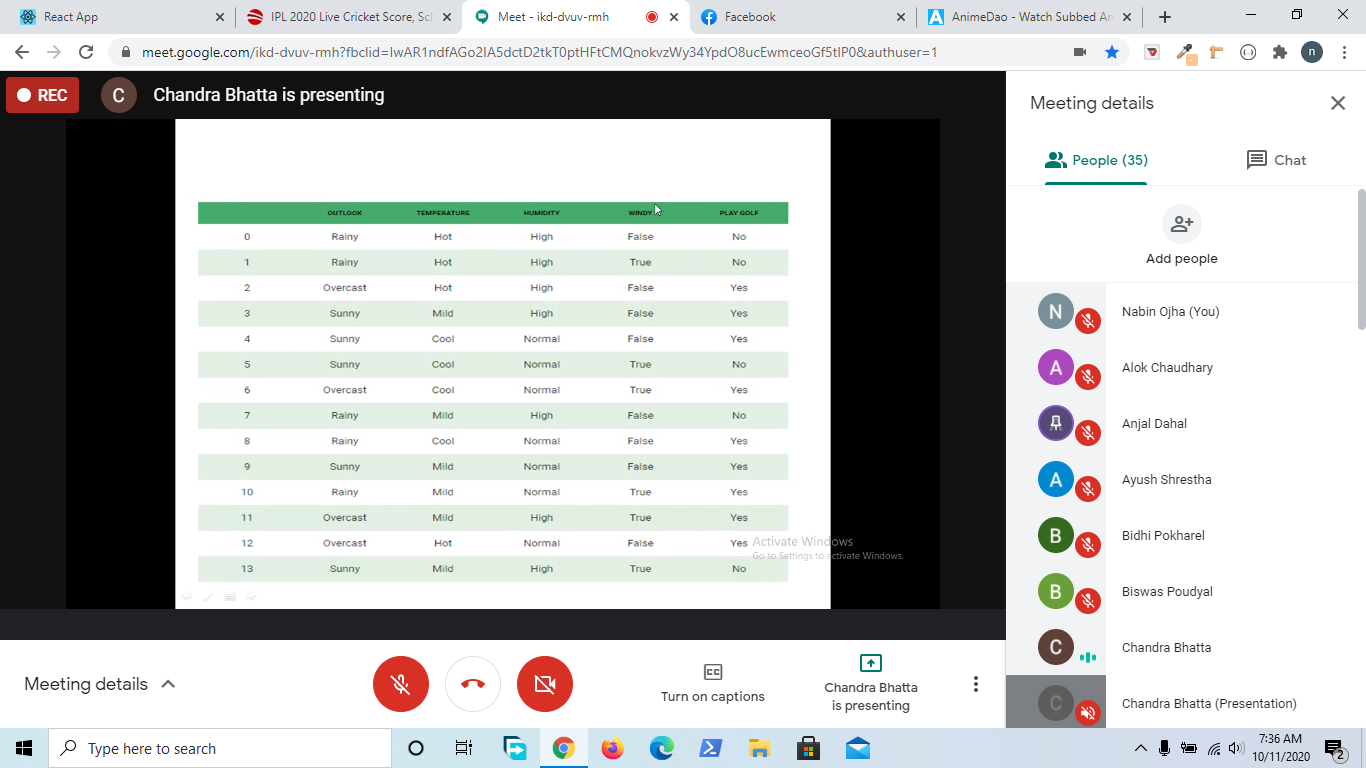 React App
IPL 2020 Live Cricket Score, Sch
Meet - ikd-dvuv-rmh
Facebook
AnimeDao - Watch Subbed An
meet.google.com/ikd-dvuv-rmh?fbclid=IwAR1ndfAGo2IA5dctD2tkT0ptHFtCMQnokvzWy34YpdO8ucEwmceoGf5tIP0&authuser=1
n
REC
C
Chandra Bhatta is presenting
OUTLOOK TEMPERATURE HUMIDITY WINDY PLAY GOLF
0 Rainy Hot High False No
1 Rainy Hot High True No
2 Overcast Hot High False Yes
3 Sunny Mild High False Yes
4 Sunny Cool Normal False Yes
5 Sunny Cool Normal True No
6 Overcast Cool Normal True Yes
7 Rainy Mild High False No
8 Rainy Cool Normal False Yes
9 Sunny Mild Normal False Yes
10 Rainy Mild Normal True Yes
11 Overcast Mild High True Yes
12 Overcast Hot Normal False Yes
13 Sunny Mild High True No
Activate Windows
Go to Settings to activate Windows.
Meeting details
People (35)
Chat
Add people
N Nabin Ojha (You)
A Alok Chaudhary
Anjal Dahal
A Ayush Shrestha
B Bidhi Pokharel
B Biswas Poudyal
C Chandra Bhatta
C Chandra Bhatta (Presentation)
Meeting details
CC
Turn on captions
Chandra Bhatta
is presenting
Type here to search
7:36 AM
10/11/2020
2